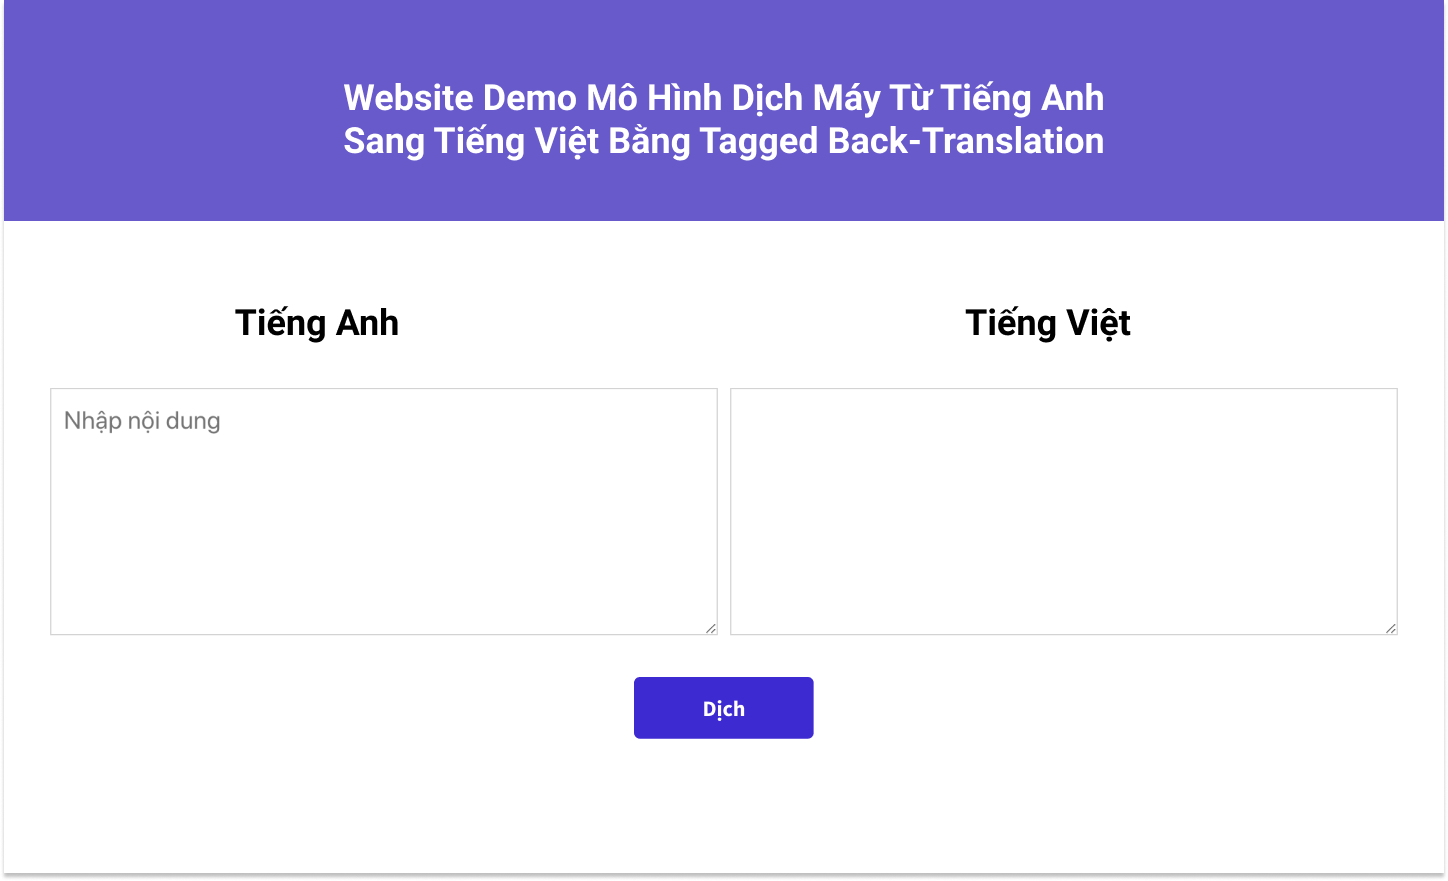 Website Demo Mô Hình Dịch Máy Từ Tiếng Anh
Sang Tiếng Việt Bằng Tagged Back-Translation
Tiếng Anh
Tiếng Việt
Nhập nội dung
Dịch